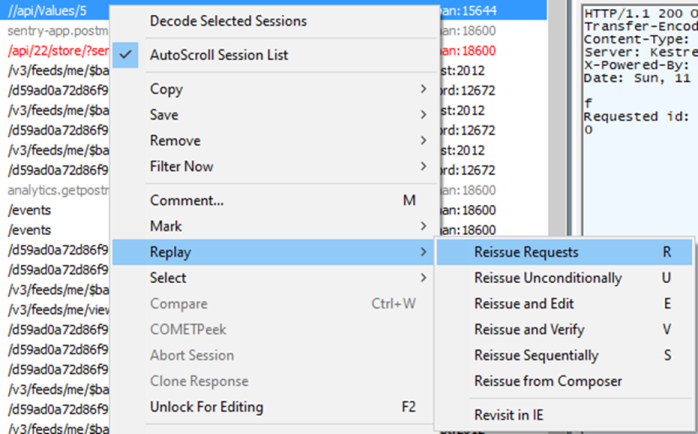 //api/Values/5
an:15644
sentry-app.postm
an:18600
/api/22/store/?ser
an:18600
/v3/feeds/me/$ba
st:2012
/d59ad0a72d86f9
rd:12672
/v3/feeds/me/$ba
st:2012
/d59ad0a72d86f9
rd:12672
/v3/feeds/me/$ba
st:2012
/d59ad0a72d86f9
rd:12672
analytics.getpostm
an:18600
/events
an:18600
/events
an:18600
/d59ad0a72d86f9
/d59ad0a72d86f9
/v3/feeds/me/$ba
/v3/feeds/me/view
/d59ad0a72d86f9
/d59ad0a72d86f9
/d59ad0a72d86f9
/v3/feeds/me/$ba
/d59ad0a72d86f9
/v3/feeds/me/$ba
Decode Selected Sessions
AutoScroll Session List
Copy
Save
Remove
Filter Now
Comment... M
Mark
Replay
Select
Compare Ctrl+W
COMETPeek
Abort Session
Clone Response
Unlock For Editing F2
Reissue Requests R
Reissue Unconditionally U
Reissue and Edit E
Reissue and Verify V
Reissue Sequentially S
Reissue from Composer
Revisit in IE
HTTP/1.1 200 O
Transfer-Encod
Content-Type:
Server: Kestre
X-Powered-By:
Date: Sun, 11
f
Requested id:
0